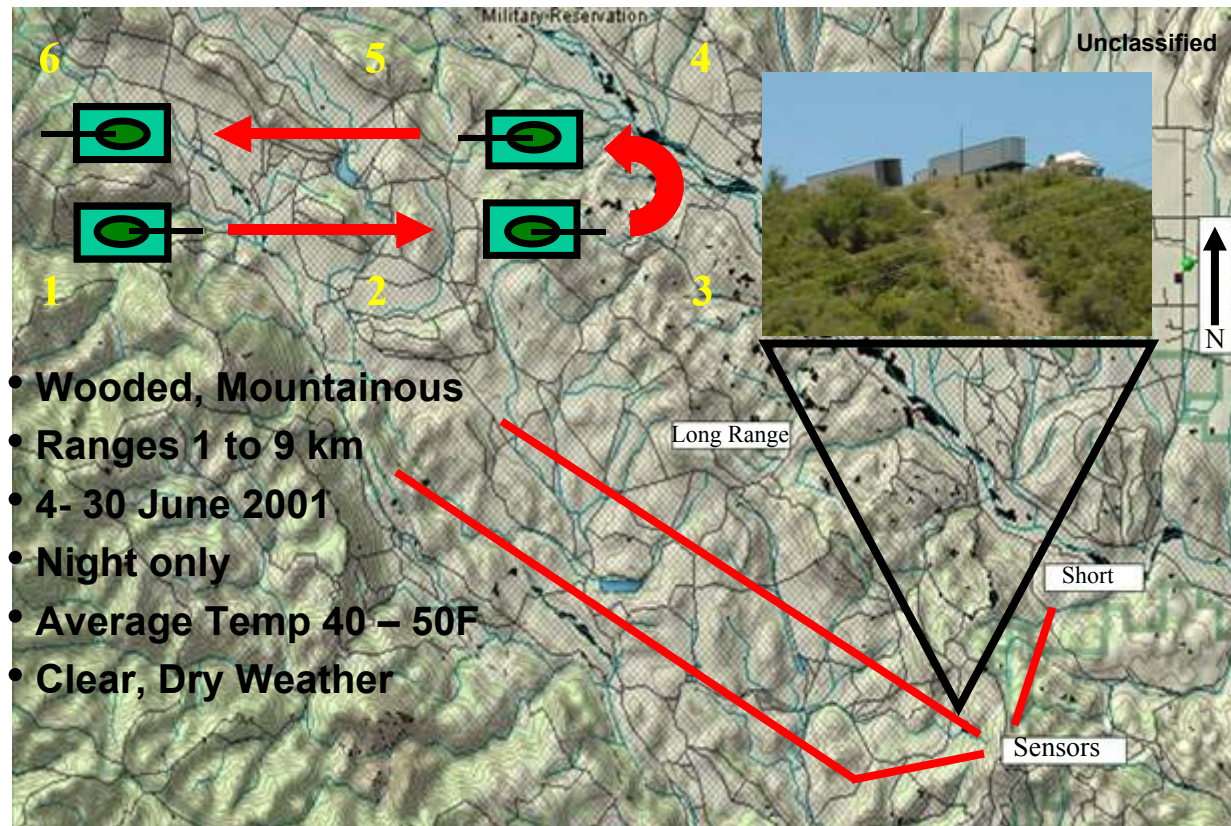 Military Reservation
Unclassified
6
5
4
1
2
3
N
• Wooded, Mountainous
• Ranges 1 to 9 km
• 4- 30 June 2001
• Night only
• Average Temp 40 – 50F
• Clear, Dry Weather
Long Range
Short
Sensors